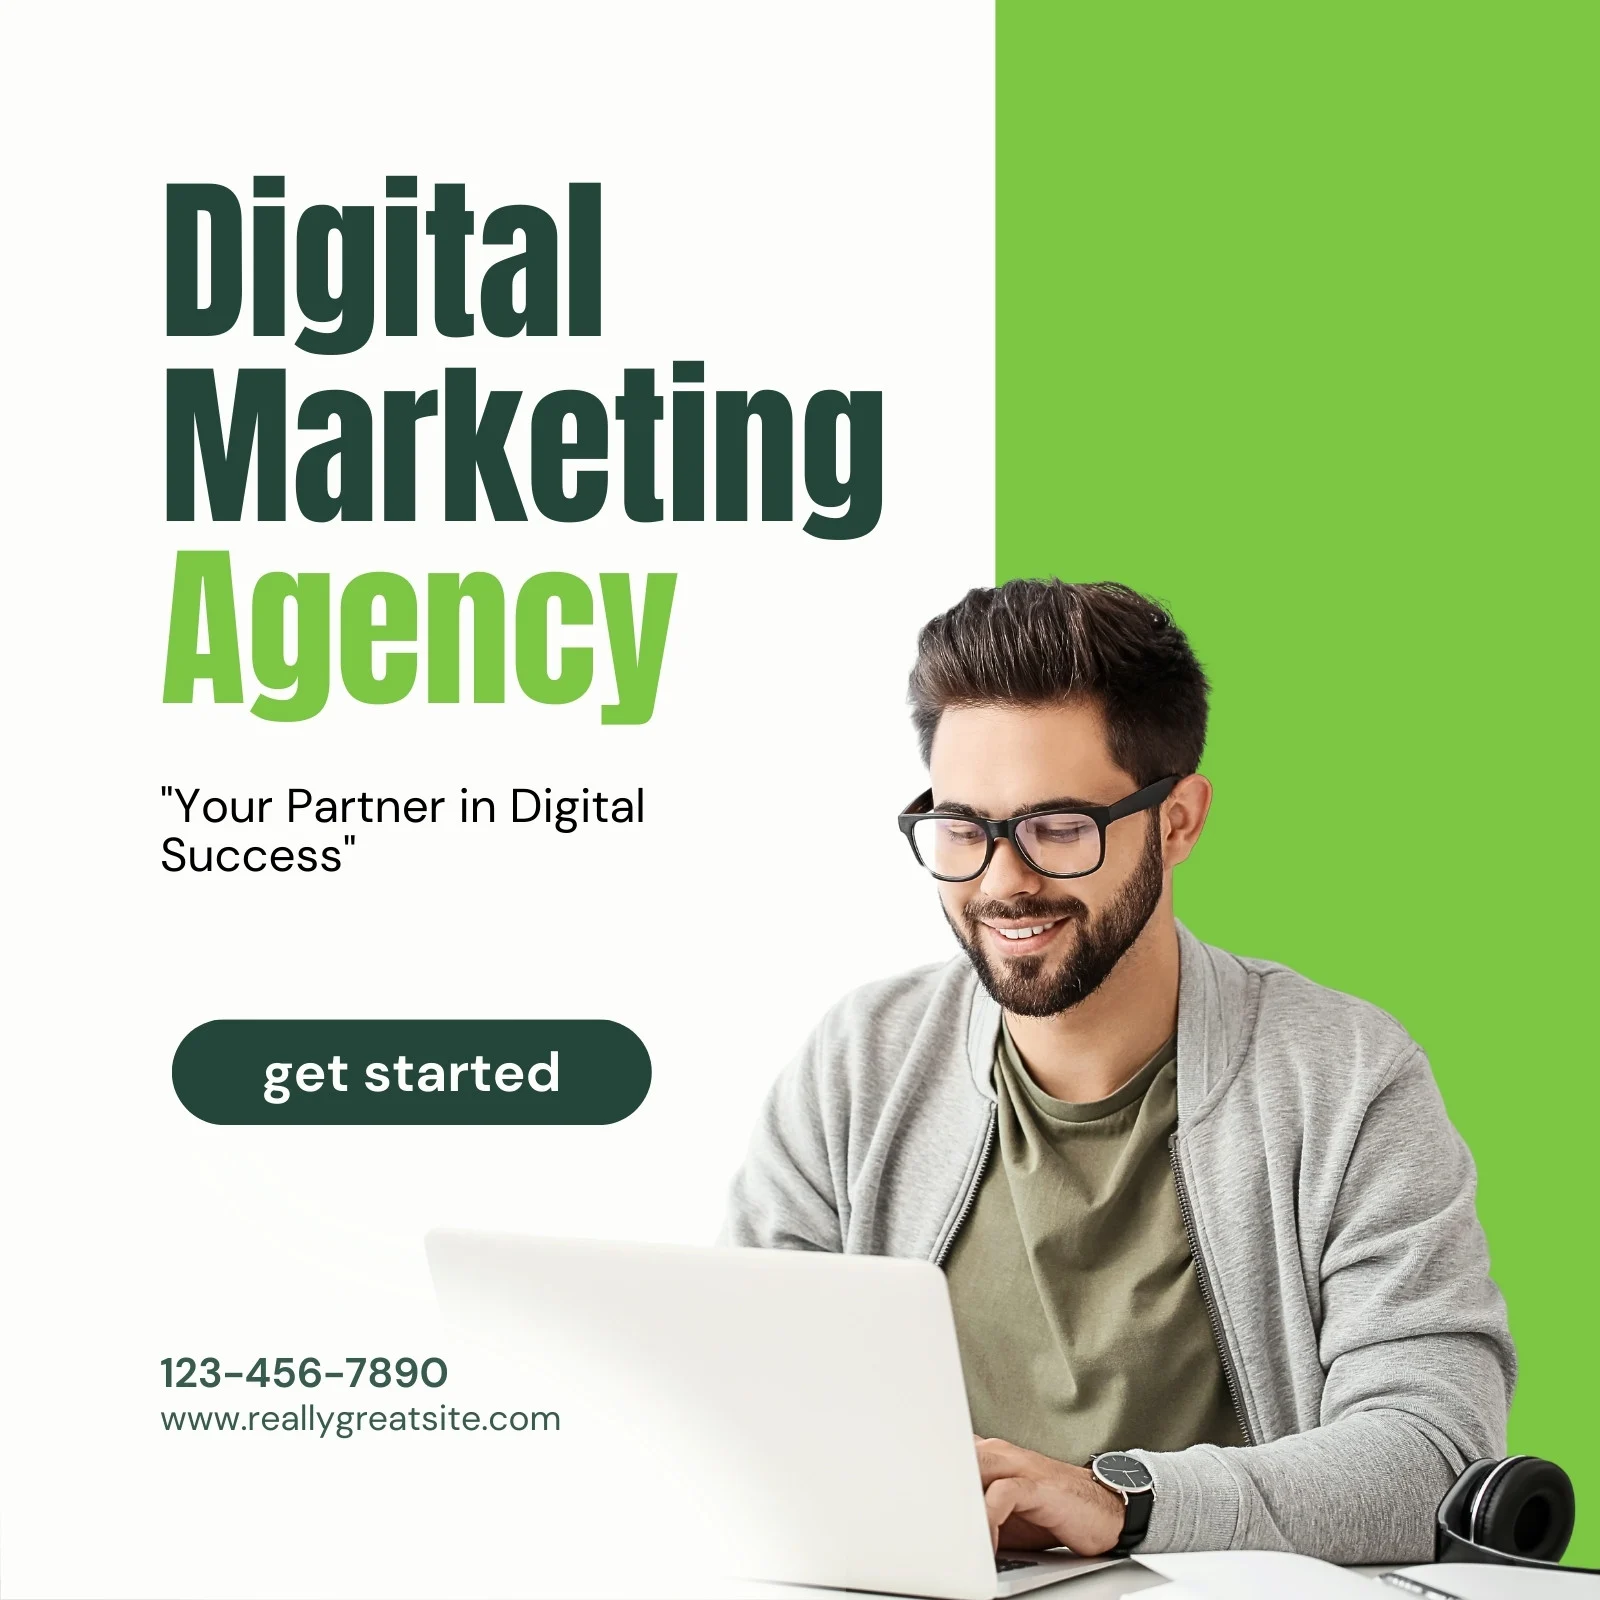 Digital
Marketing
Agency
"Your Partner in Digital
Success"
get started
123-456-7890
www.reallygreatsite.com